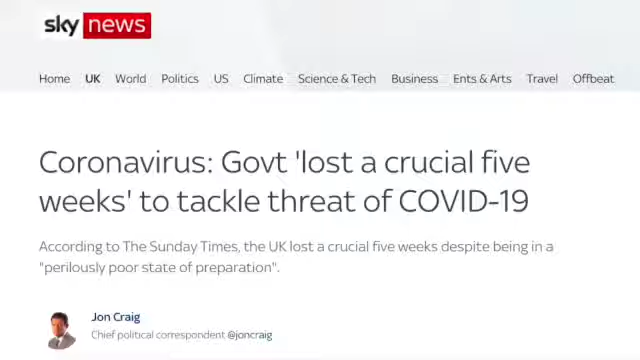 sky news
Home UK World Politics US Climate Science & Tech Business Ents & Arts Travel Offbeat
Coronavirus: Govt 'lost a crucial five
weeks' to tackle threat of COVID-19
According to The Sunday Times, the UK lost a crucial five weeks despite being in a
"perilously poor state of preparation".
Jon Craig
Chief political correspondent @joncraig